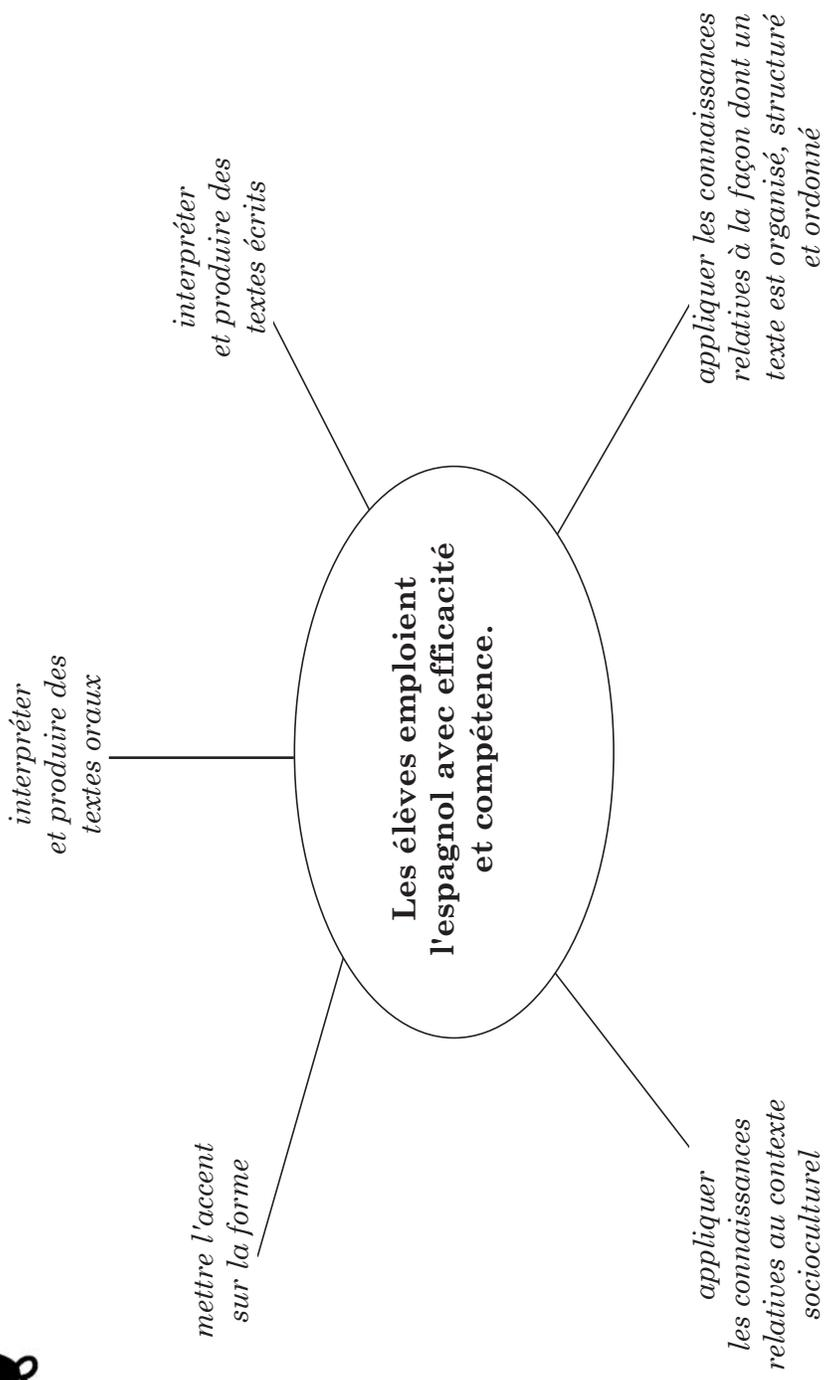 interpréter
et produire des
textes oraux
mettre l'accent
sur la forme
interpréter
et produire des
textes écrits
Les élèves emploient
l'espagnol avec efficacité
et compétence.
appliquer
les connaissances
relatives au contexte
socioculturel
appliquer les connaissances
relatives à la façon dont un
texte est organisé, structuré
et ordonné